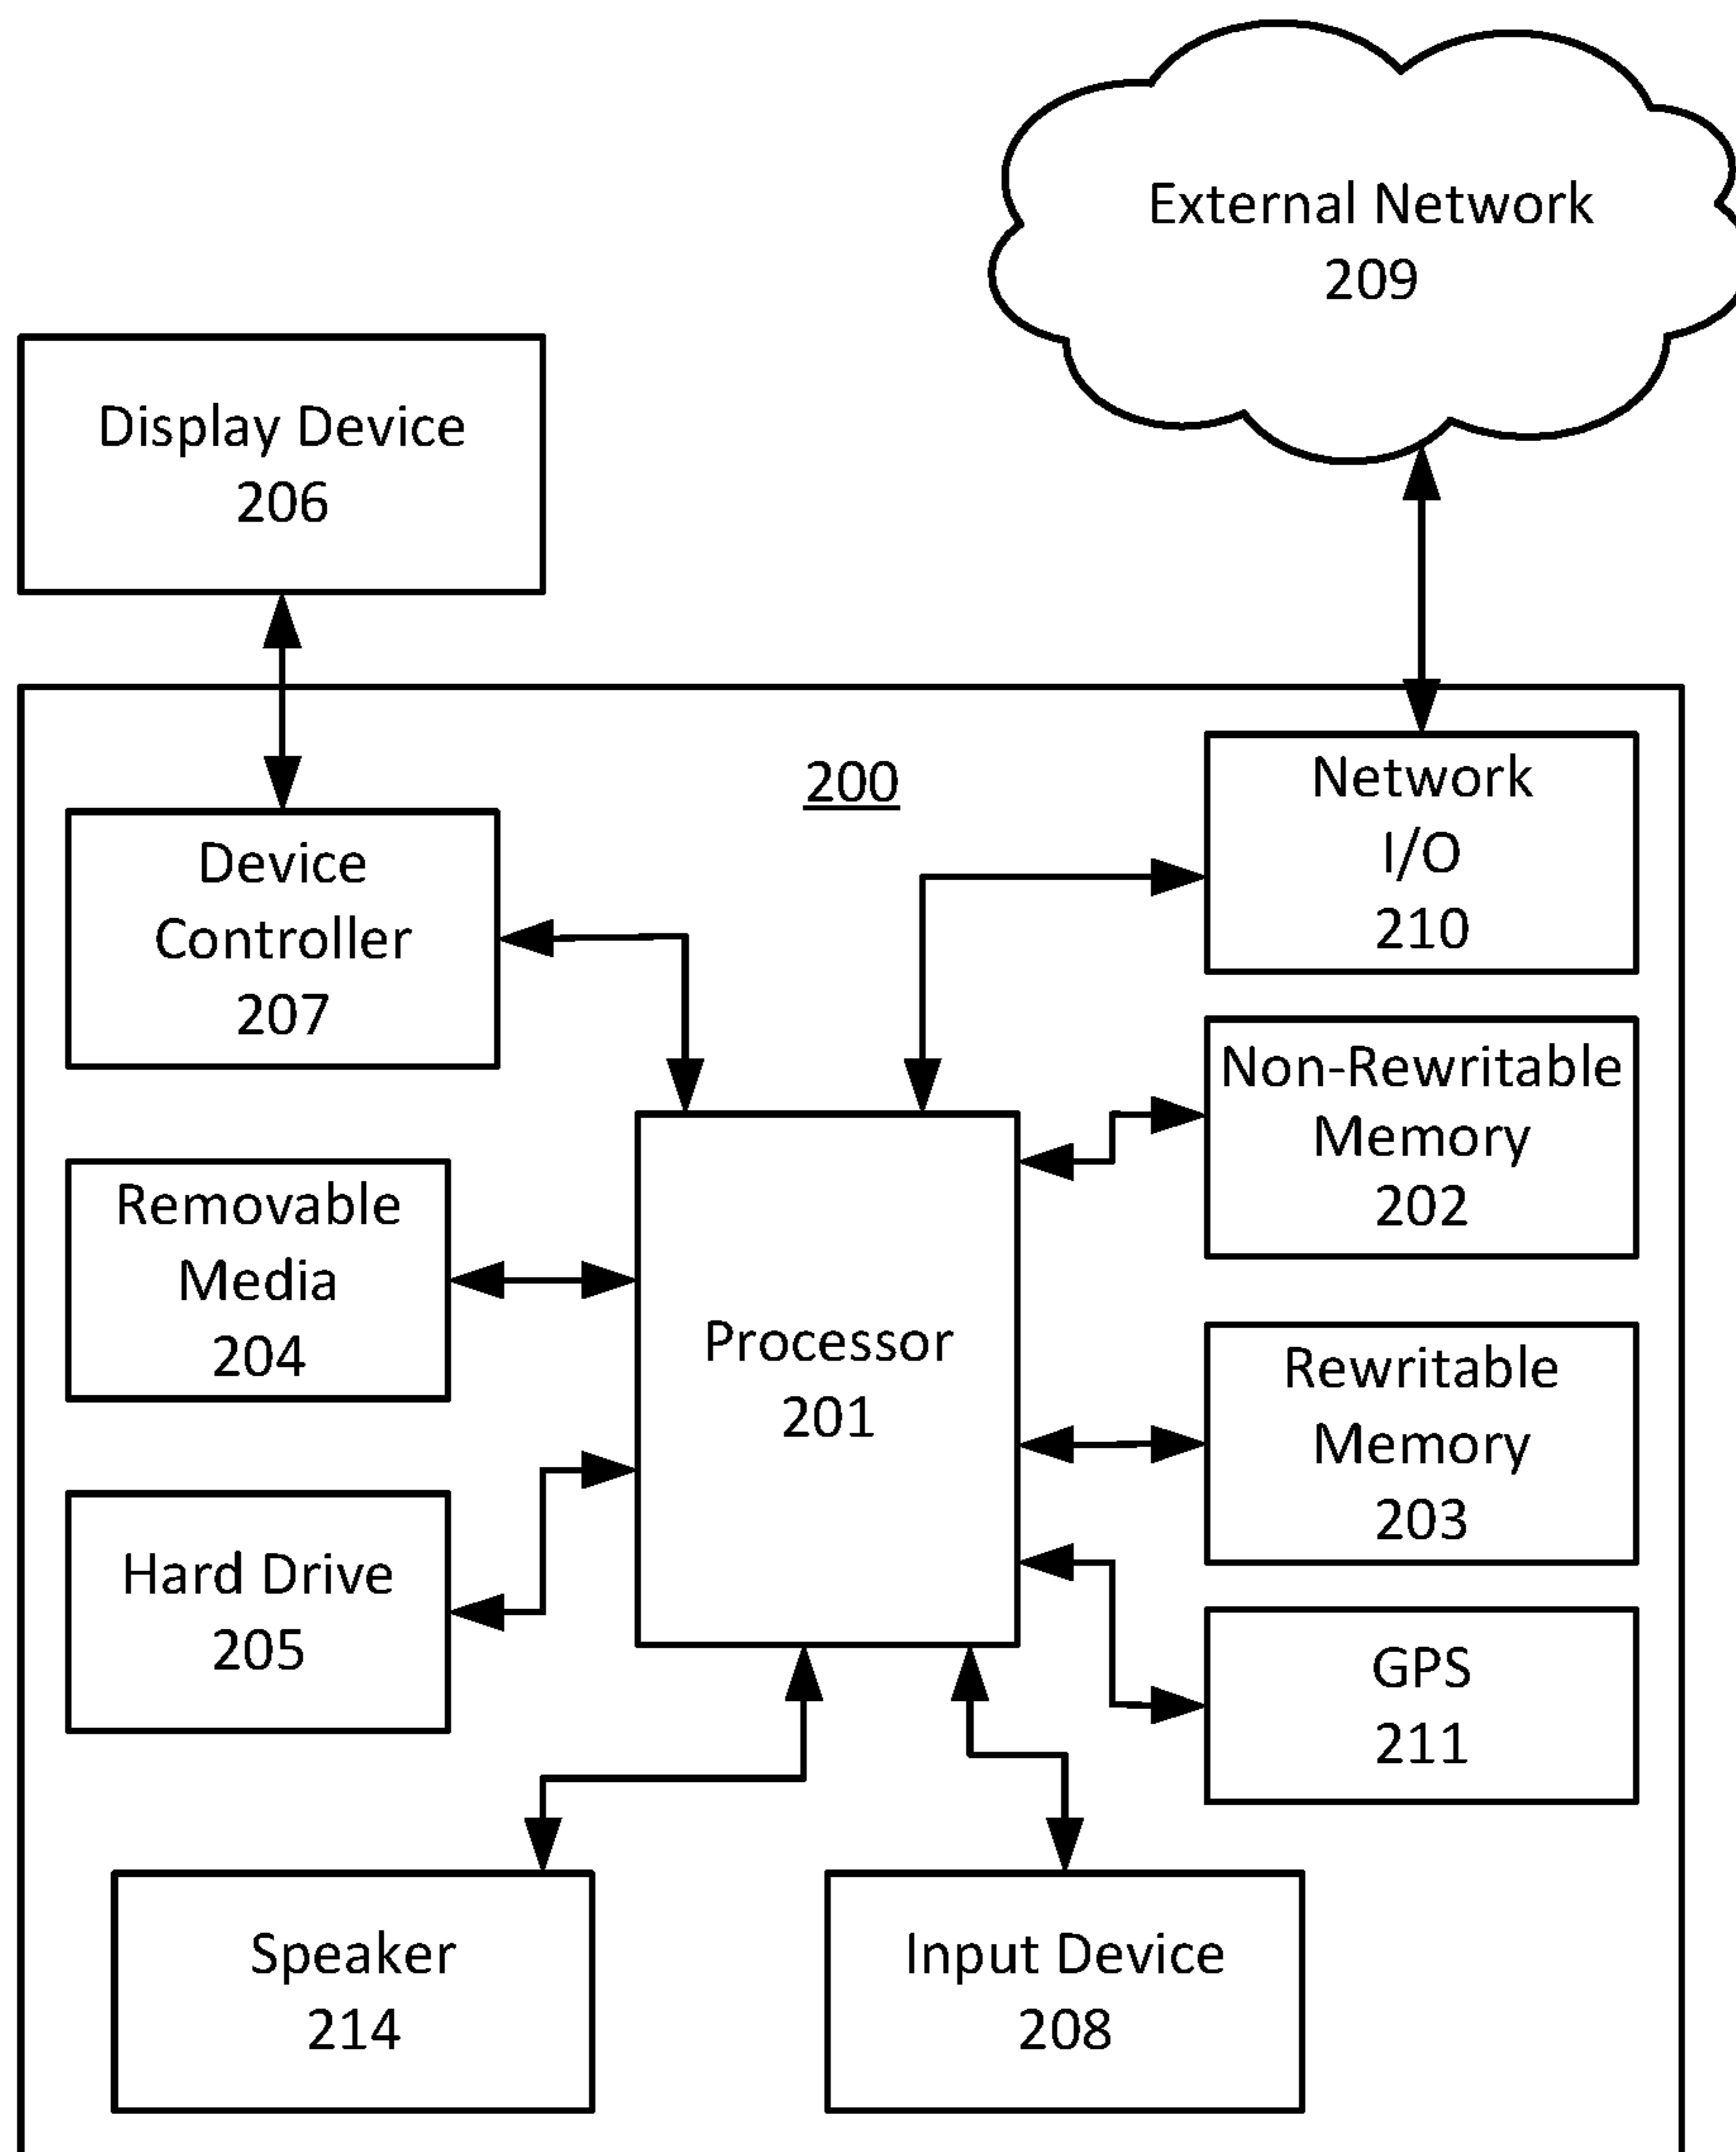 External Network
209
Display Device
206
200
Network
I/O
210
Device
Controller
207
Non-Rewritable
Memory
202
Removable
Media
204
Processor
201
Rewritable
Memory
203
Hard Drive
205
GPS
211
Speaker
214
Input Device
208